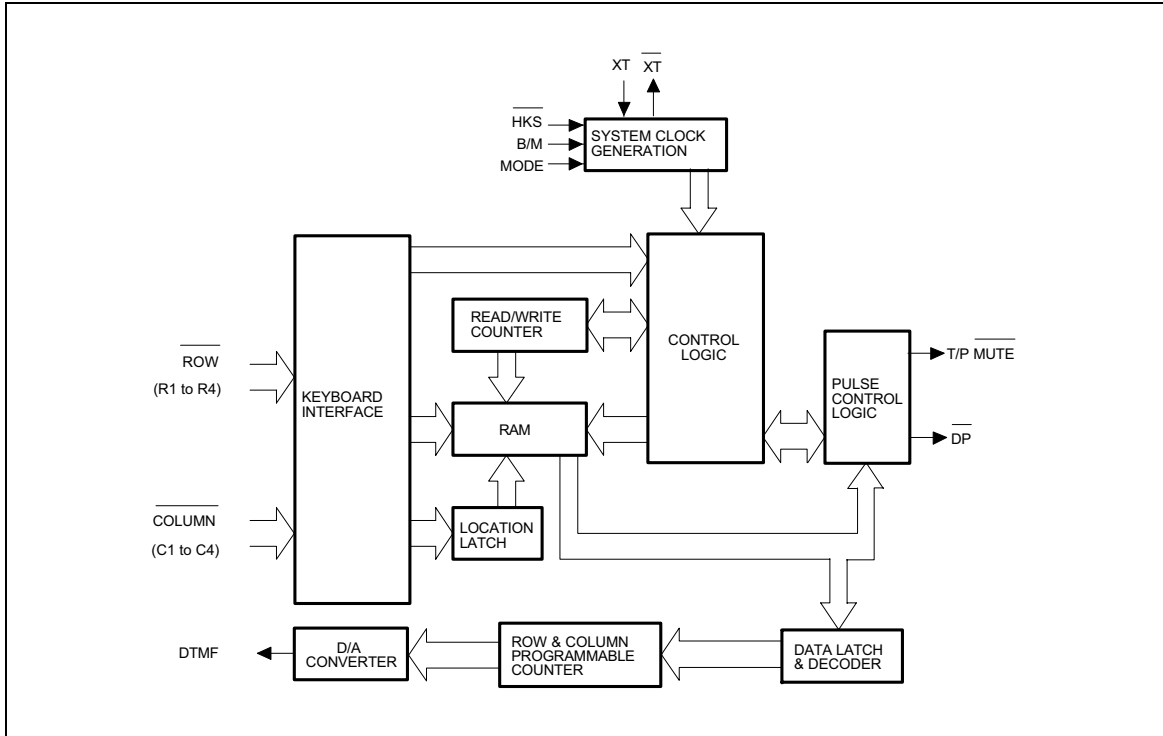 XT XT
HKS
B/M
MODE
SYSTEM CLOCK
GENERATION
ROW
(R1 to R4)
COLUMN
(C1 to C4)
KEYBOARD
INTERFACE
READ/WRITE
COUNTER
RAM
LOCATION
LATCH
CONTROL
LOGIC
PULSE
CONTROL
LOGIC
T/P MUTE
DP
DTMF
D/A
CONVERTER
ROW & COLUMN
PROGRAMMABLE
COUNTER
DATA LATCH
& DECODER